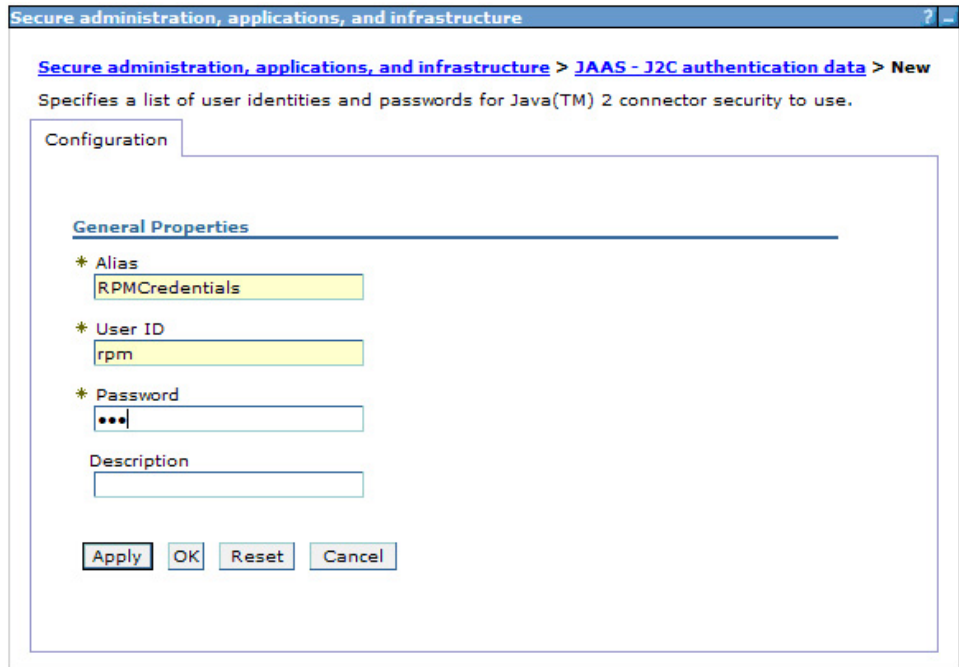 Secure administration, applications, and infrastructure ? –
Secure administration, applications, and infrastructure > JAAS - J2C authentication data > New
Specifies a list of user identities and passwords for Java(TM) 2 connector security to use.
Configuration
General Properties
* Alias
RPMCredentials
* User ID
rpm
* Password
•••
Description
Apply OK Reset Cancel